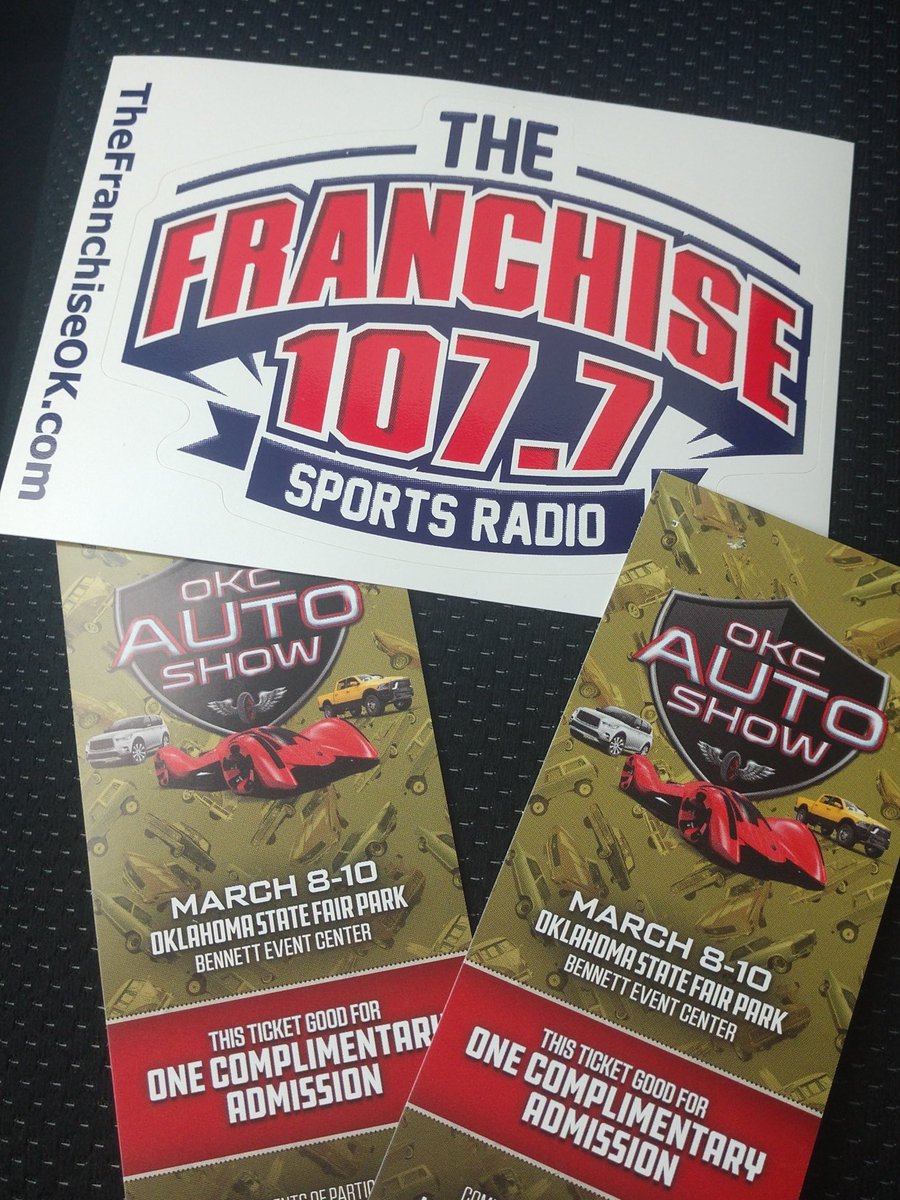 TheFranchiseOK.com
THE
FRANCHISE
107.7
SPORTS RADIO
OKC
AUTO
SHOW
MARCH 8-10
OKLAHOMA STATE FAIR PARK
BENNETT EVENT CENTER
THIS TICKET GOOD FOR
ONE COMPLIMENTARY
ADMISSION
OF PARTIC
OKC
AUTO
SHOW
MARCH 8-10
OKLAHOMA STATE FAIR PARK
BENNETT EVENT CENTER
THIS TICKET GOOD FOR
ONE COMPLIMENTARY
ADMISSION